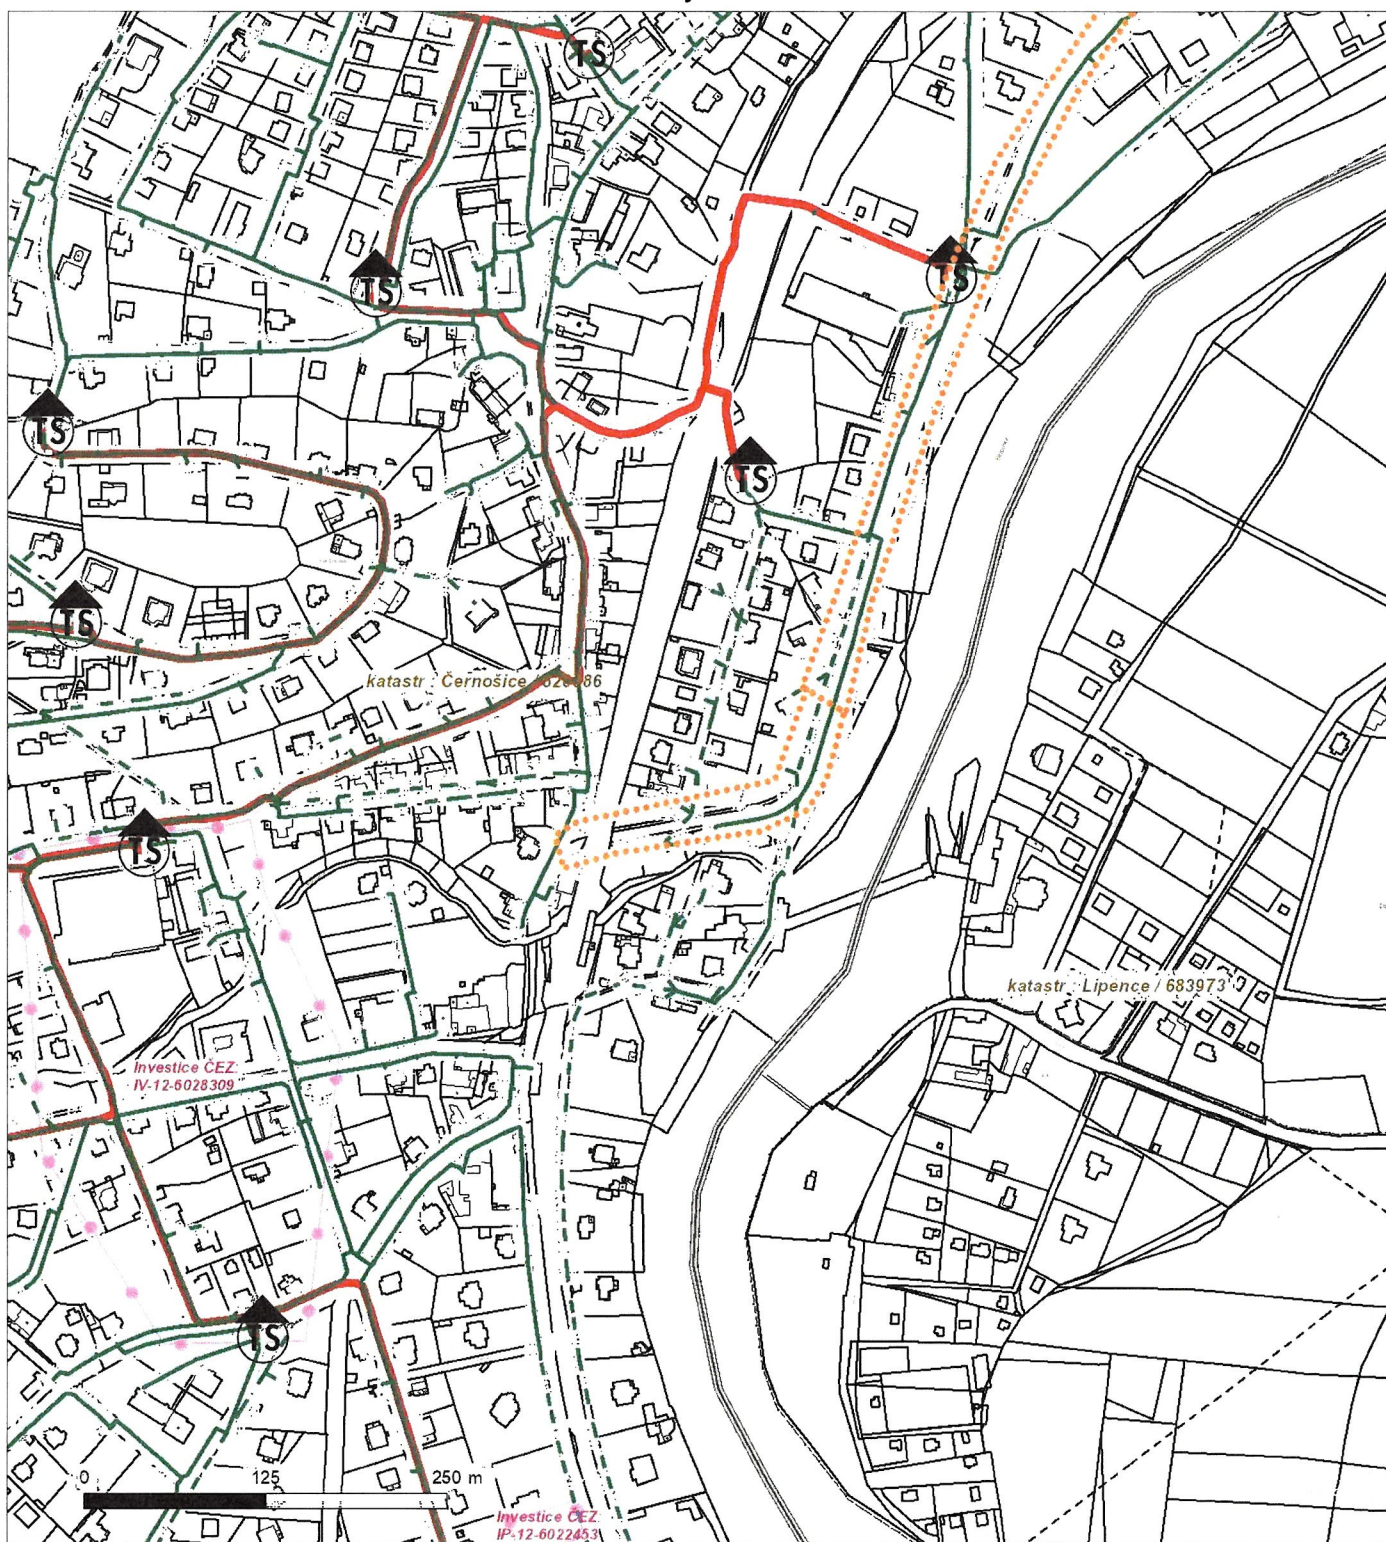 TS
TS
TS
TS
TS
TS
katastr : Černošice /
TS
katastr : Lipence / 683973
Investice ČEZ:
IV-12-6028309
TS
0 125 250 m
Investice ČEZ:
IP-12-6022453